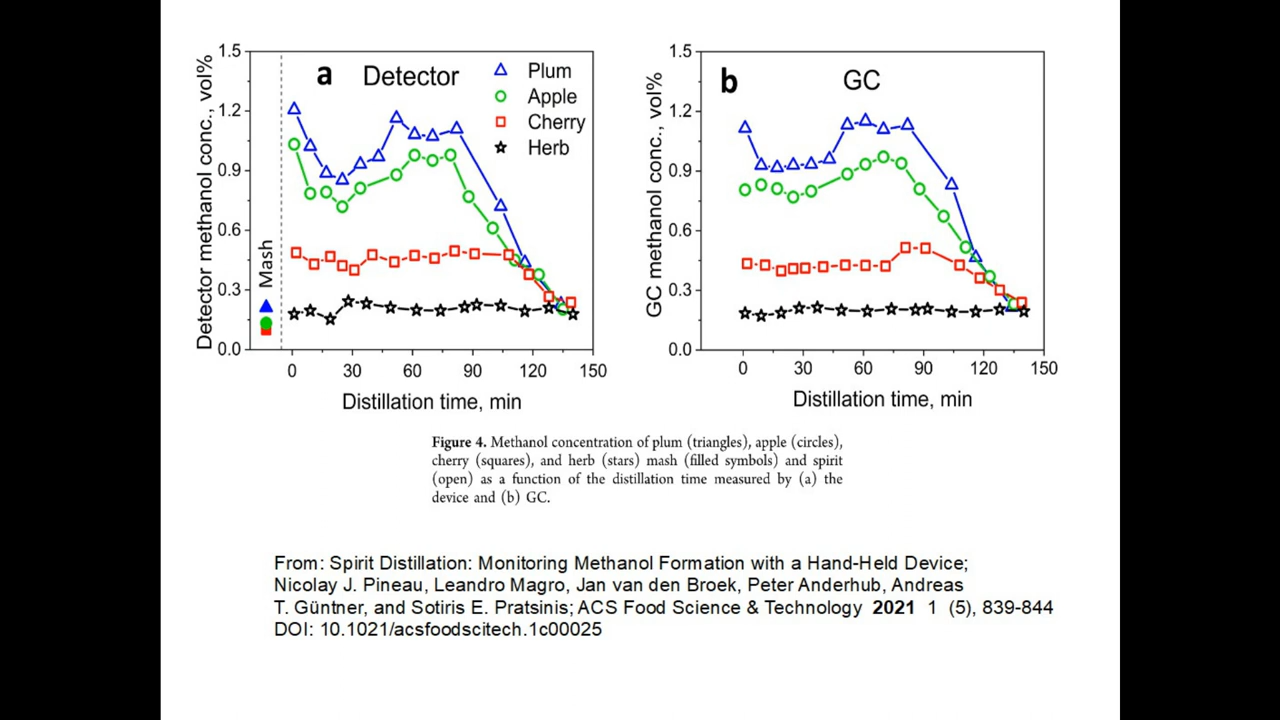 a Detector
Plum
Apple
Cherry
Herb
Mash
Detector methanol conc., vol%
1.5
1.2
0.9
0.6
0.3
0.0
0 30 60 90 120 150
Distillation time, min
b GC
GC methanol conc., vol%
1.5
1.2
0.9
0.6
0.3
0.0
0 30 60 90 120 150
Distillation time, min
Figure 4. Methanol concentration of plum (triangles), apple (circles),
cherry (squares), and herb (stars) mash (filled symbols) and spirit
(open) as a function of the distillation time measured by (a) the
device and (b) GC.
From: Spirit Distillation: Monitoring Methanol Formation with a Hand-Held Device;
Nicolay J. Pineau, Leandro Magro, Jan van den Broek, Peter Anderhub, Andreas
T. Güntner, and Sotiris E. Pratsinis; ACS Food Science & Technology 2021 1 (5), 839-844
DOI: 10.1021/acsfoodscitech.1c00025